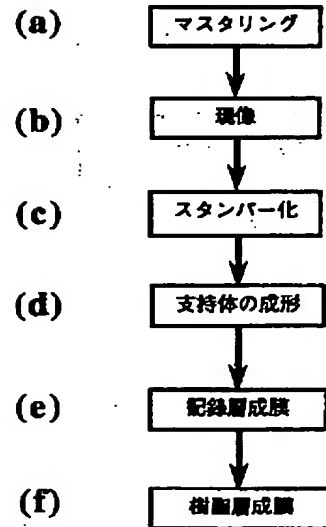 (a) マスタリング
(b) 現像
(c) スタンパー化
(d) 支持体の成形
(e) 記録層成膜
(f) 樹脂層成膜